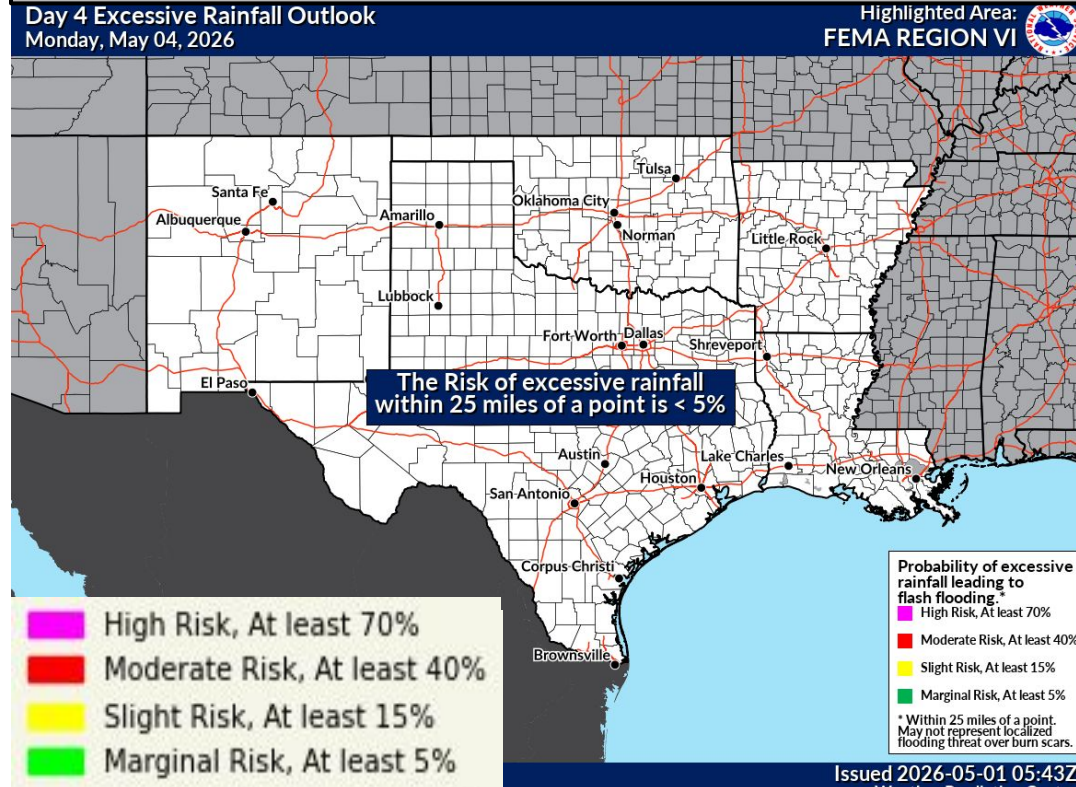 Day 4 Excessive Rainfall Outlook
Monday, May 04, 2026
Highlighted Area:
FEMA REGION VI
Tulsa
Santa Fe
Oklahoma City
Albuquerque
Amarillo
Norman
Little Rock
Lubbock
Fort Worth
Dallas
Shreveport
El Paso
The Risk of excessive rainfall
within 25 miles of a point is < 5%
Austin
Lake Charles
New Orleans
Houston
San Antonio
Corpus Christi
Brownsville
High Risk, At least 70%
Moderate Risk, At least 40%
Slight Risk, At least 15%
Marginal Risk, At least 5%
Probability of excessive
rainfall leading to
flash flooding.*
High Risk, At least 70%
Moderate Risk, At least 40%
Slight Risk, At least 15%
Marginal Risk, At least 5%
* Within 25 miles of a point.
May not represent localized
flooding threat over burn scars.
Issued 2026-05-01 05:43Z